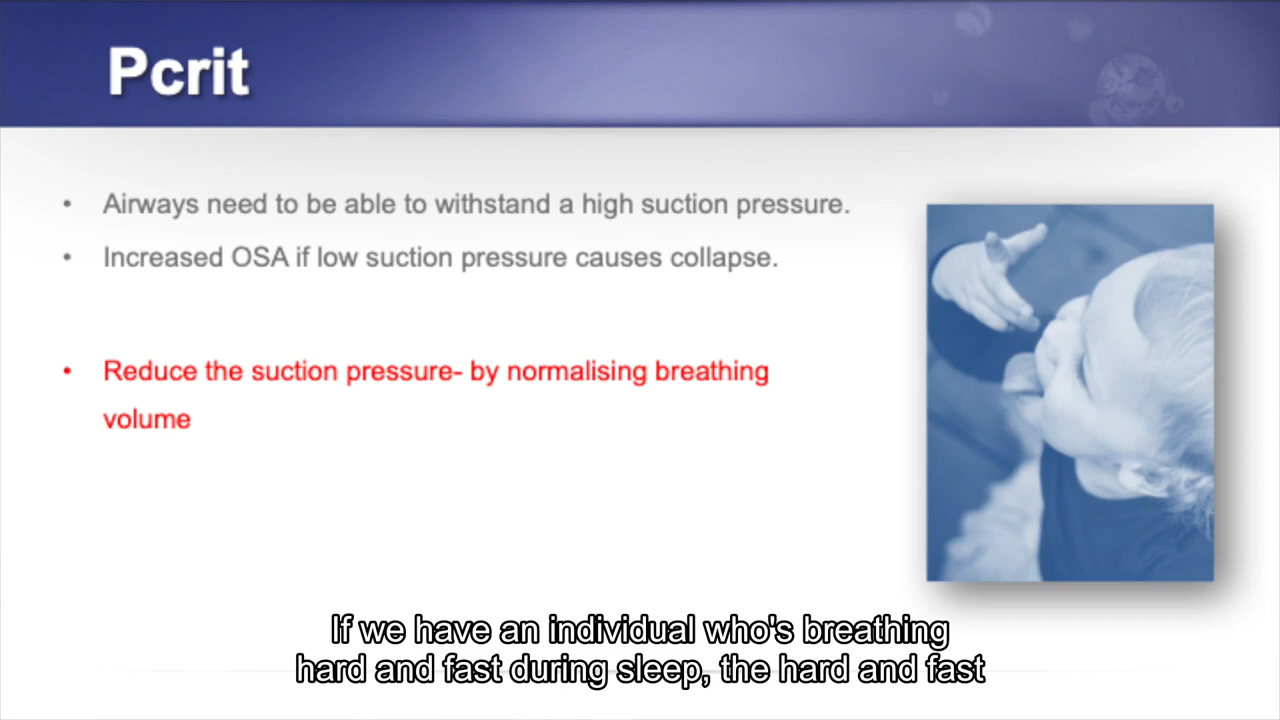 Pcrit
• Airways need to be able to withstand a high suction pressure.
• Increased OSA if low suction pressure causes collapse.
• Reduce the suction pressure- by normalising breathing
volume
If we have an individual who's breathing
hard and fast during sleep, the hard and fast